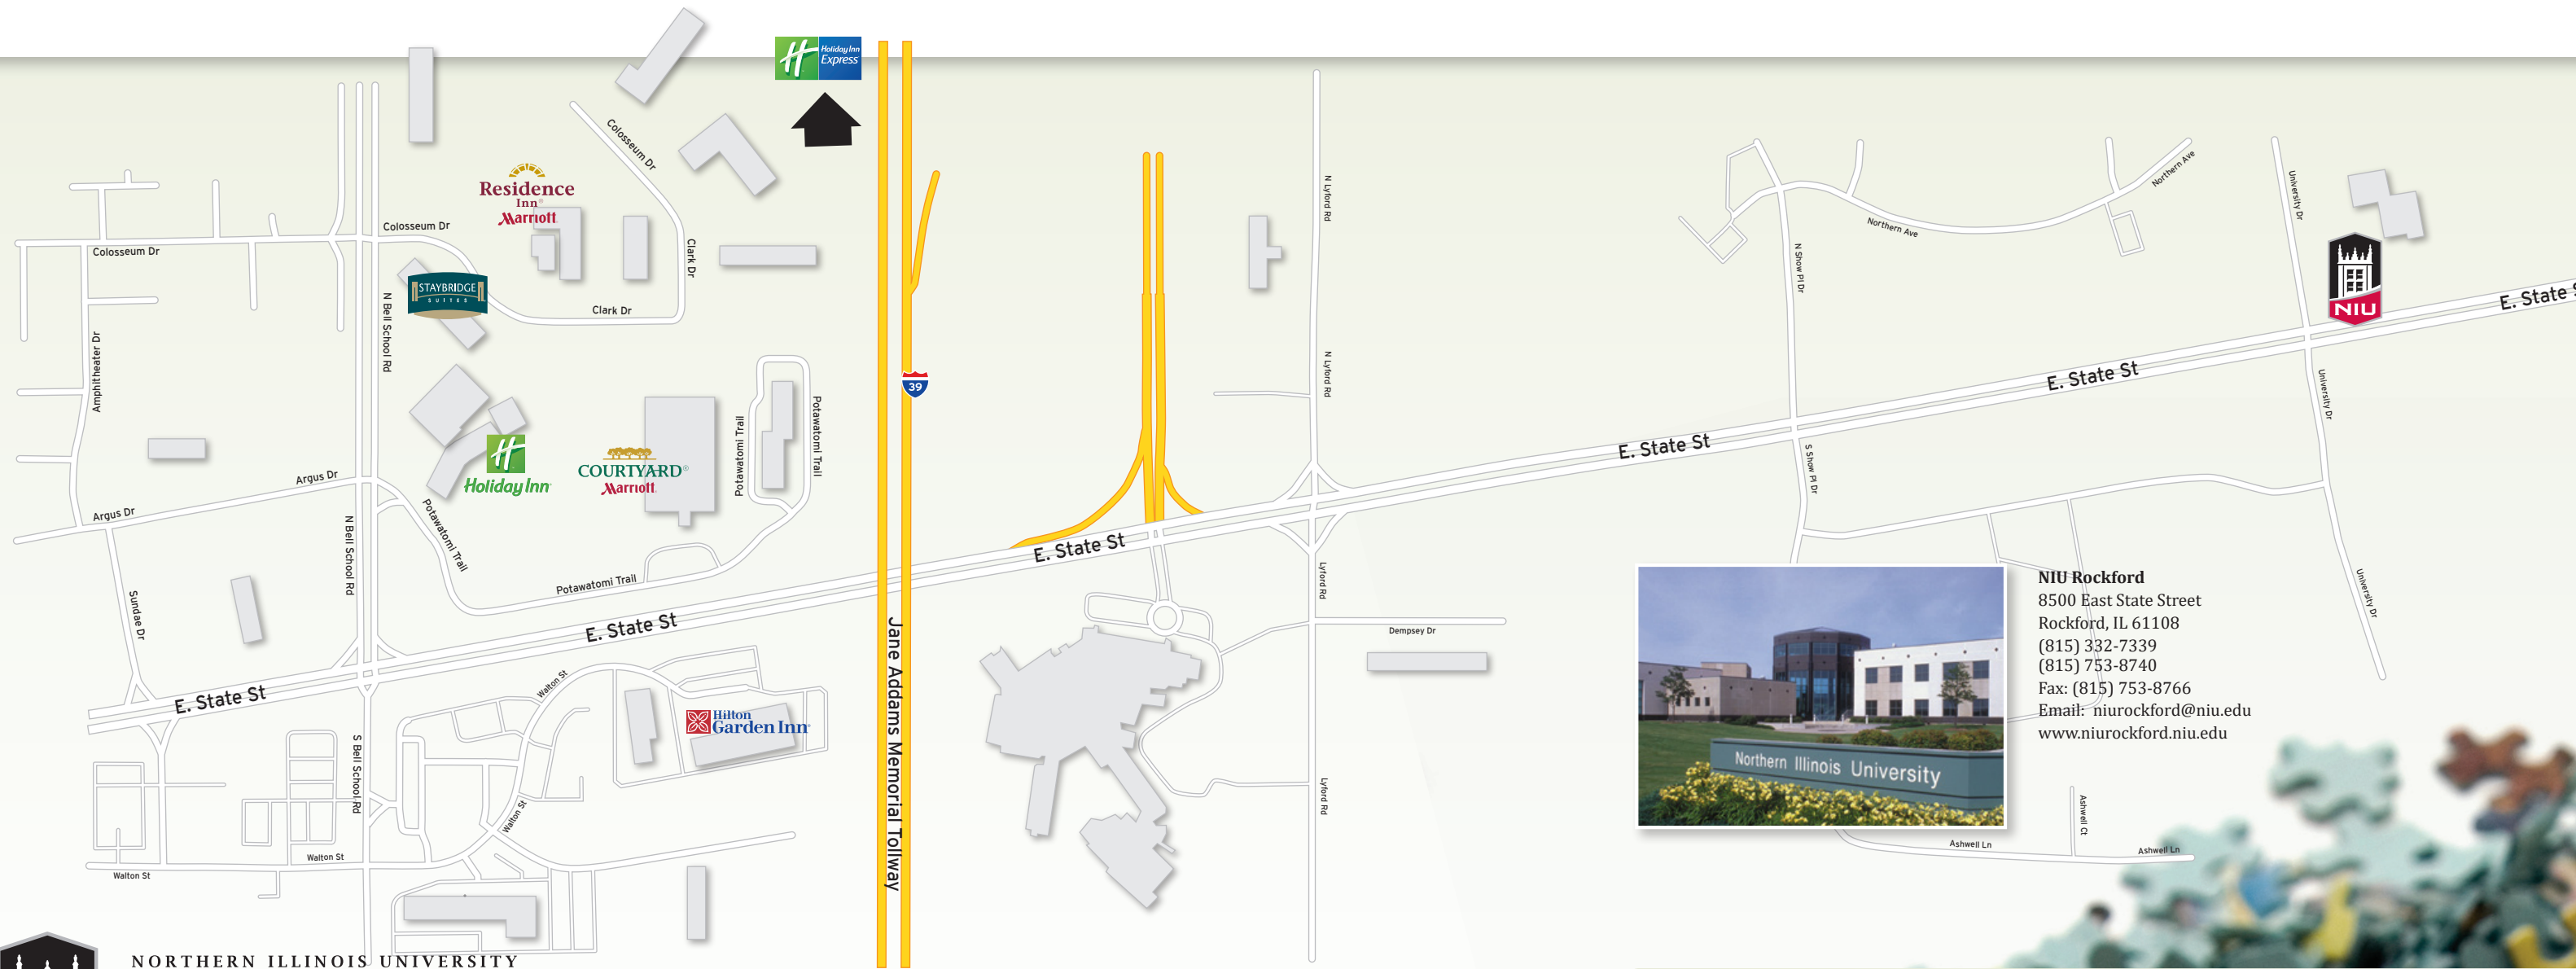 Holiday Inn
Express
Colosseum Dr
Residence
Inn®
Marriott
Colosseum Dr
Colosseum Dr
Clark Dr
Clark Dr
STAYBRIDGE
SUITES
N Bell School Rd
Amphitheater Dr
39
Holiday Inn
COURTYARD®
Marriott
Potawatomi Trail
Potawatomi Trail
Argus Dr
Argus Dr
N Bell School Rd
Potawatomi Trail
Potawatomi Trail
Sundae Dr
E. State St
E. State St
E. State St
E. State St
E. State St
E. State S
Jane Addams Memorial Tollway
Walton St
Hilton
Garden Inn
S Bell School Rd
Walton St
Walton St
Walton St
N Lyford Rd
N Lyford Rd
Lyford Rd
Dempsey Dr
Lyford Rd
N Show Pl Dr
S Show Pl Dr
Northern Ave
Northern Ave
University Dr
NIU
University Dr
University Dr
Northern Illinois University
NIU Rockford
8500 East State Street
Rockford, IL 61108
(815) 332-7339
(815) 753-8740
Fax: (815) 753-8766
Email: niurockford@niu.edu
www.niurockford.niu.edu
Ashwell Ct
Ashwell Ln
Ashwell Ln
NORTHERN ILLINOIS UNIVERSITY